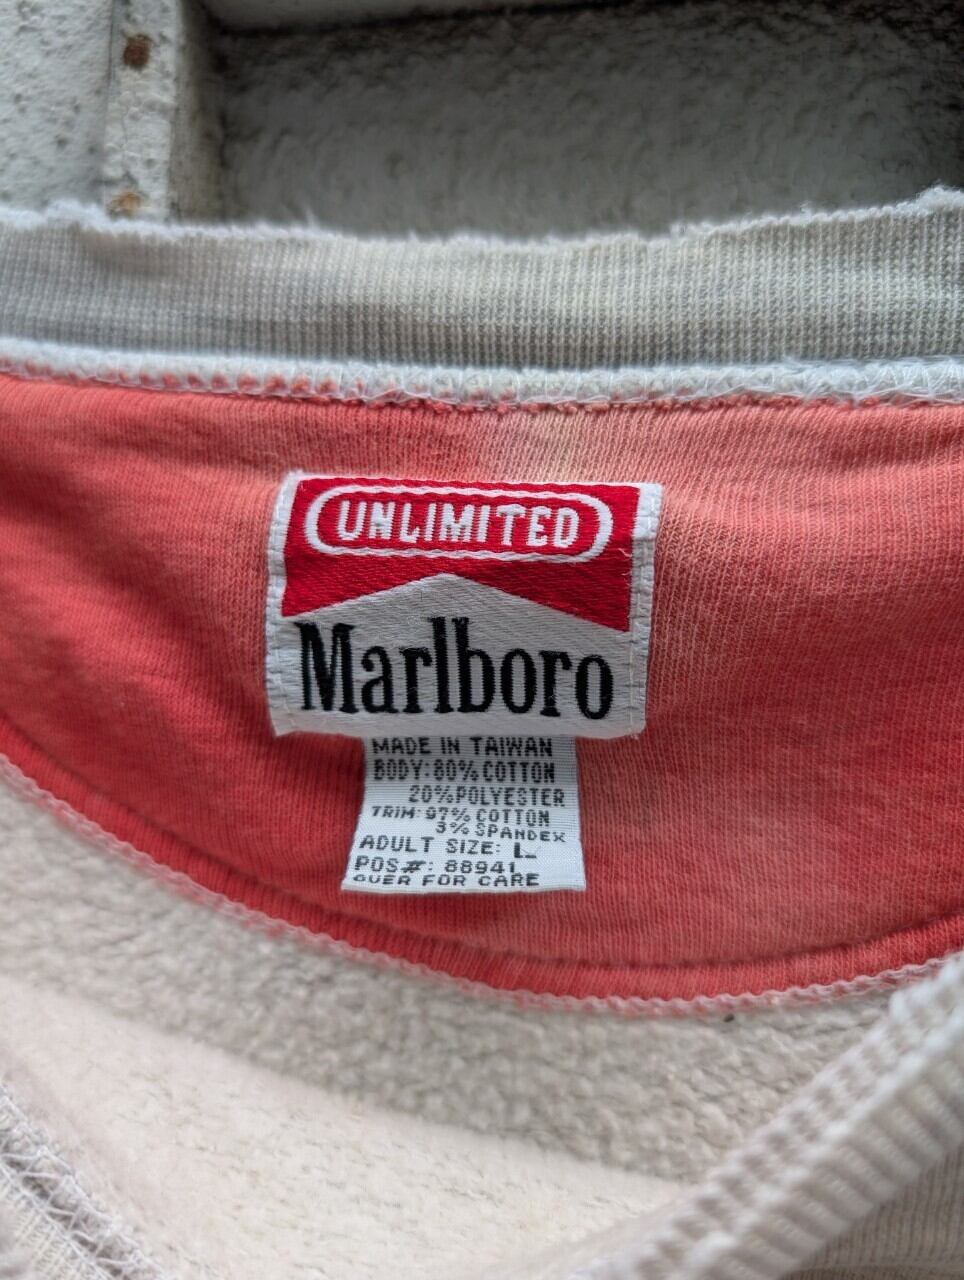 UNLIMITED
Marlboro
MADE IN TAIWAN
BODY: 80% COTTON
20% POLYESTER
TRIM: 97% COTTON
3% SPANDEX
ADULT SIZE: L
POS#: 88941
OVER FOR CARE